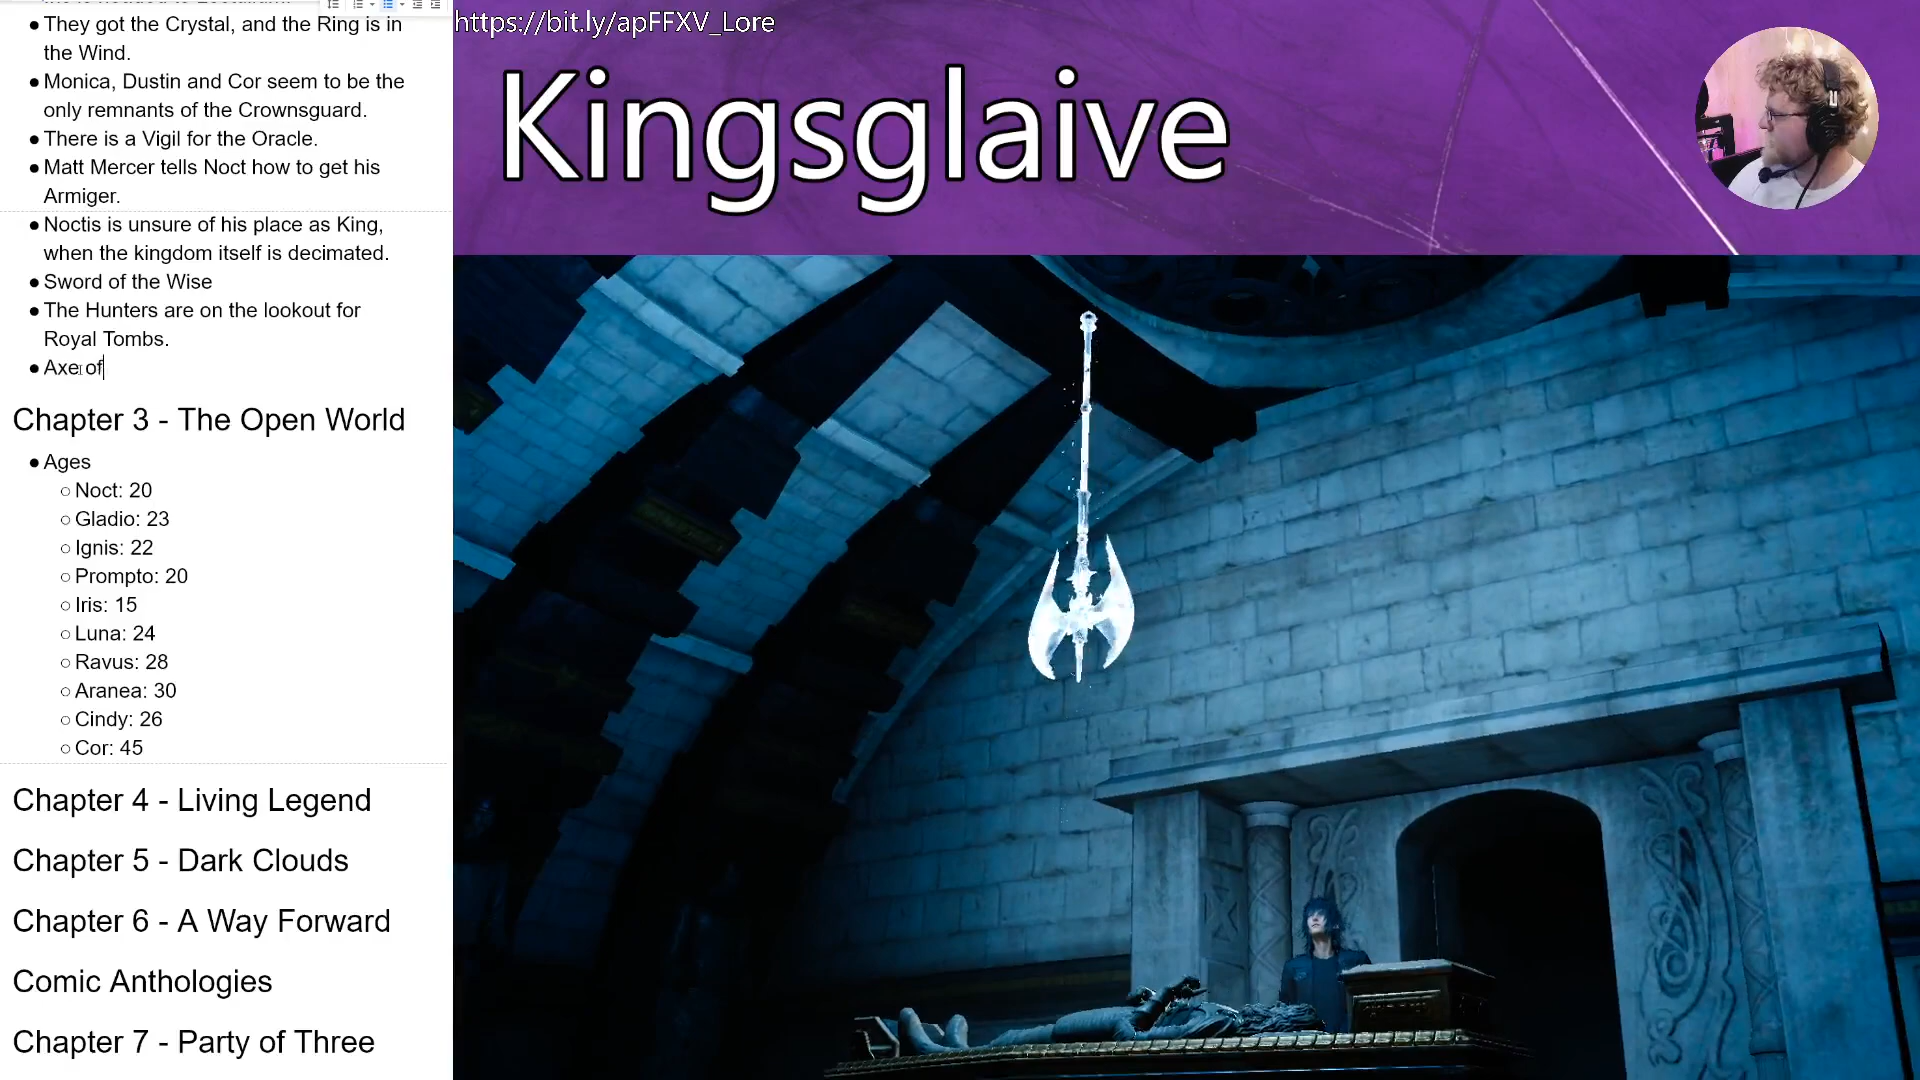 They got the Crystal, and the Ring is in
the Wind.
Monica, Dustin and Cor seem to be the
only remnants of the Crownsguard.
There is a Vigil for the Oracle.
Matt Mercer tells Noct how to get his
Armiger.
Noctis is unsure of his place as King,
when the kingdom itself is decimated.
Sword of the Wise
The Hunters are on the lookout for
Royal Tombs.
Axe of
Chapter 3 - The Open World
Ages
Noct: 20
Gladio: 23
Ignis: 22
Prompto: 20
Iris: 15
Luna: 24
Ravus: 28
Aranea: 30
Cindy: 26
Cor: 45
Chapter 4 - Living Legend
Chapter 5 - Dark Clouds
Chapter 6 - A Way Forward
Comic Anthologies
Chapter 7 - Party of Three
https://bit.ly/apFFXV_Lore
Kingsglaive